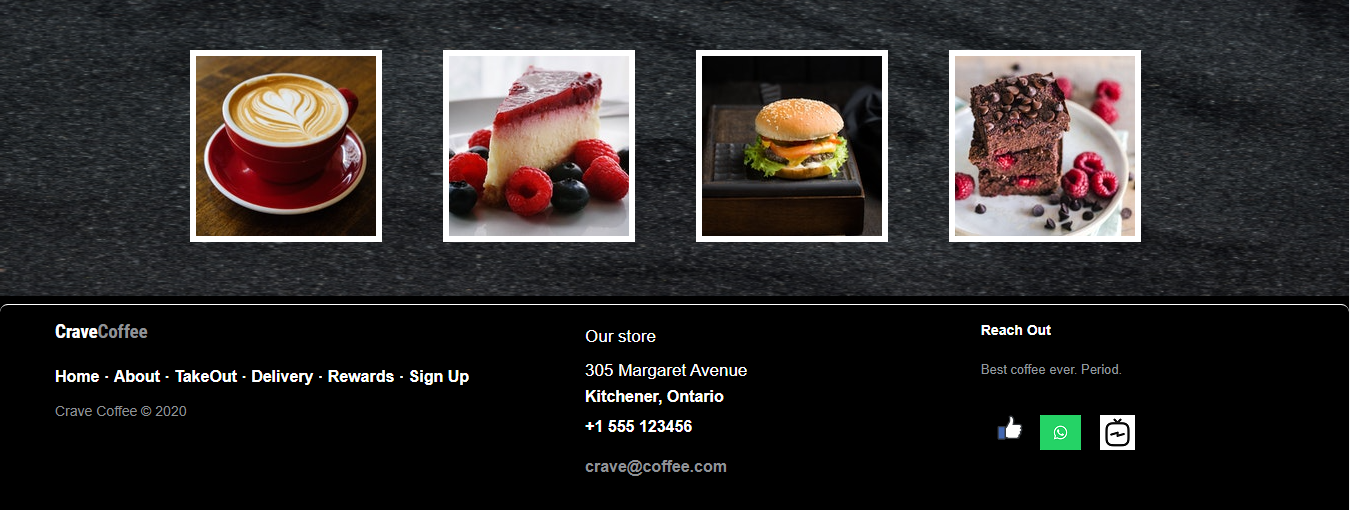 CraveCoffee
Home · About · TakeOut · Delivery · Rewards · Sign Up
Crave Coffee © 2020
Our store
305 Margaret Avenue
Kitchener, Ontario
+1 555 123456
crave@coffee.com
Reach Out
Best coffee ever. Period.